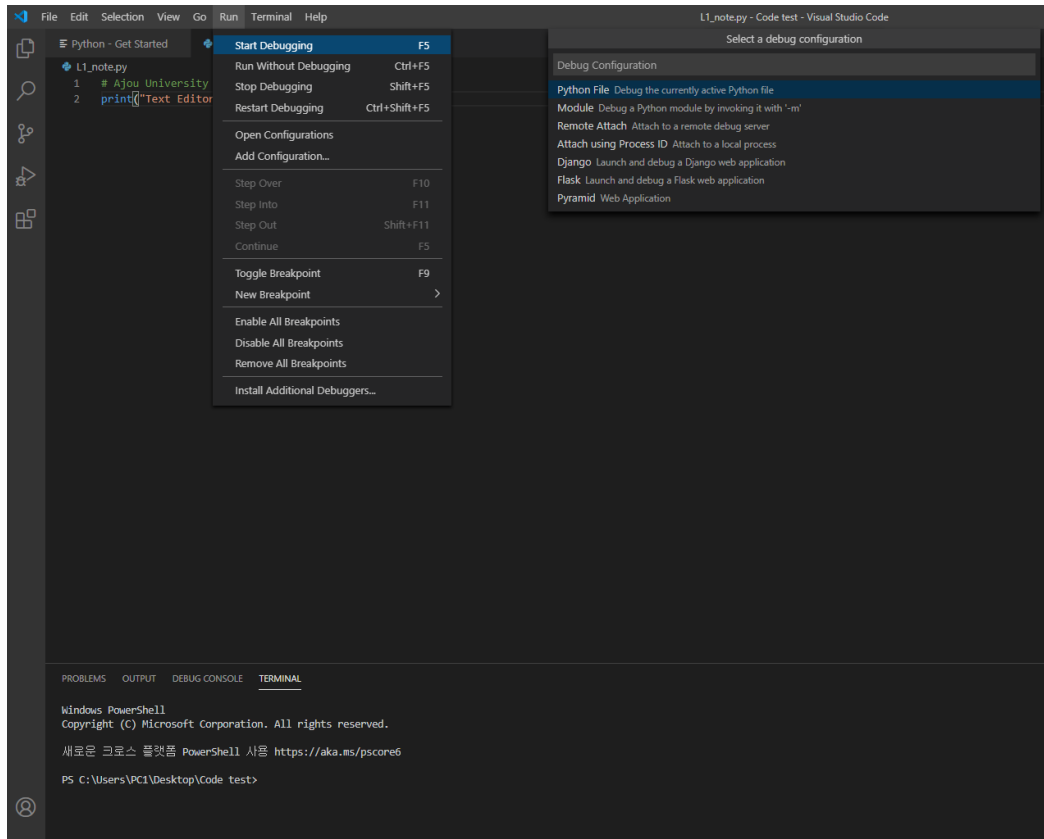 File Edit Selection View Go Run Terminal Help
L1_note.py - Code test - Visual Studio Code
Python - Get Started
L1_note.py
1 # Ajou University
2 print("Text Editor
Start Debugging F5
Run Without Debugging Ctrl+F5
Stop Debugging Shift+F5
Restart Debugging Ctrl+Shift+F5
Open Configurations
Add Configuration...
Step Over F10
Step Into F11
Step Out Shift+F11
Continue F5
Toggle Breakpoint F9
New Breakpoint
Enable All Breakpoints
Disable All Breakpoints
Remove All Breakpoints
Install Additional Debuggers...
Select a debug configuration
Debug Configuration
Python File Debug the currently active Python file
Module Debug a Python module by invoking it with '-m'
Remote Attach Attach to a remote debug server
Attach using Process ID Attach to a local process
Django Launch and debug a Django web application
Flask Launch and debug a Flask web application
Pyramid Web Application
PROBLEMS OUTPUT DEBUG CONSOLE TERMINAL
Windows PowerShell
Copyright (C) Microsoft Corporation. All rights reserved.
새로운 크로스 플랫폼 PowerShell 사용 https://aka.ms/pscore6
PS C:\Users\PC1\Desktop\Code test>